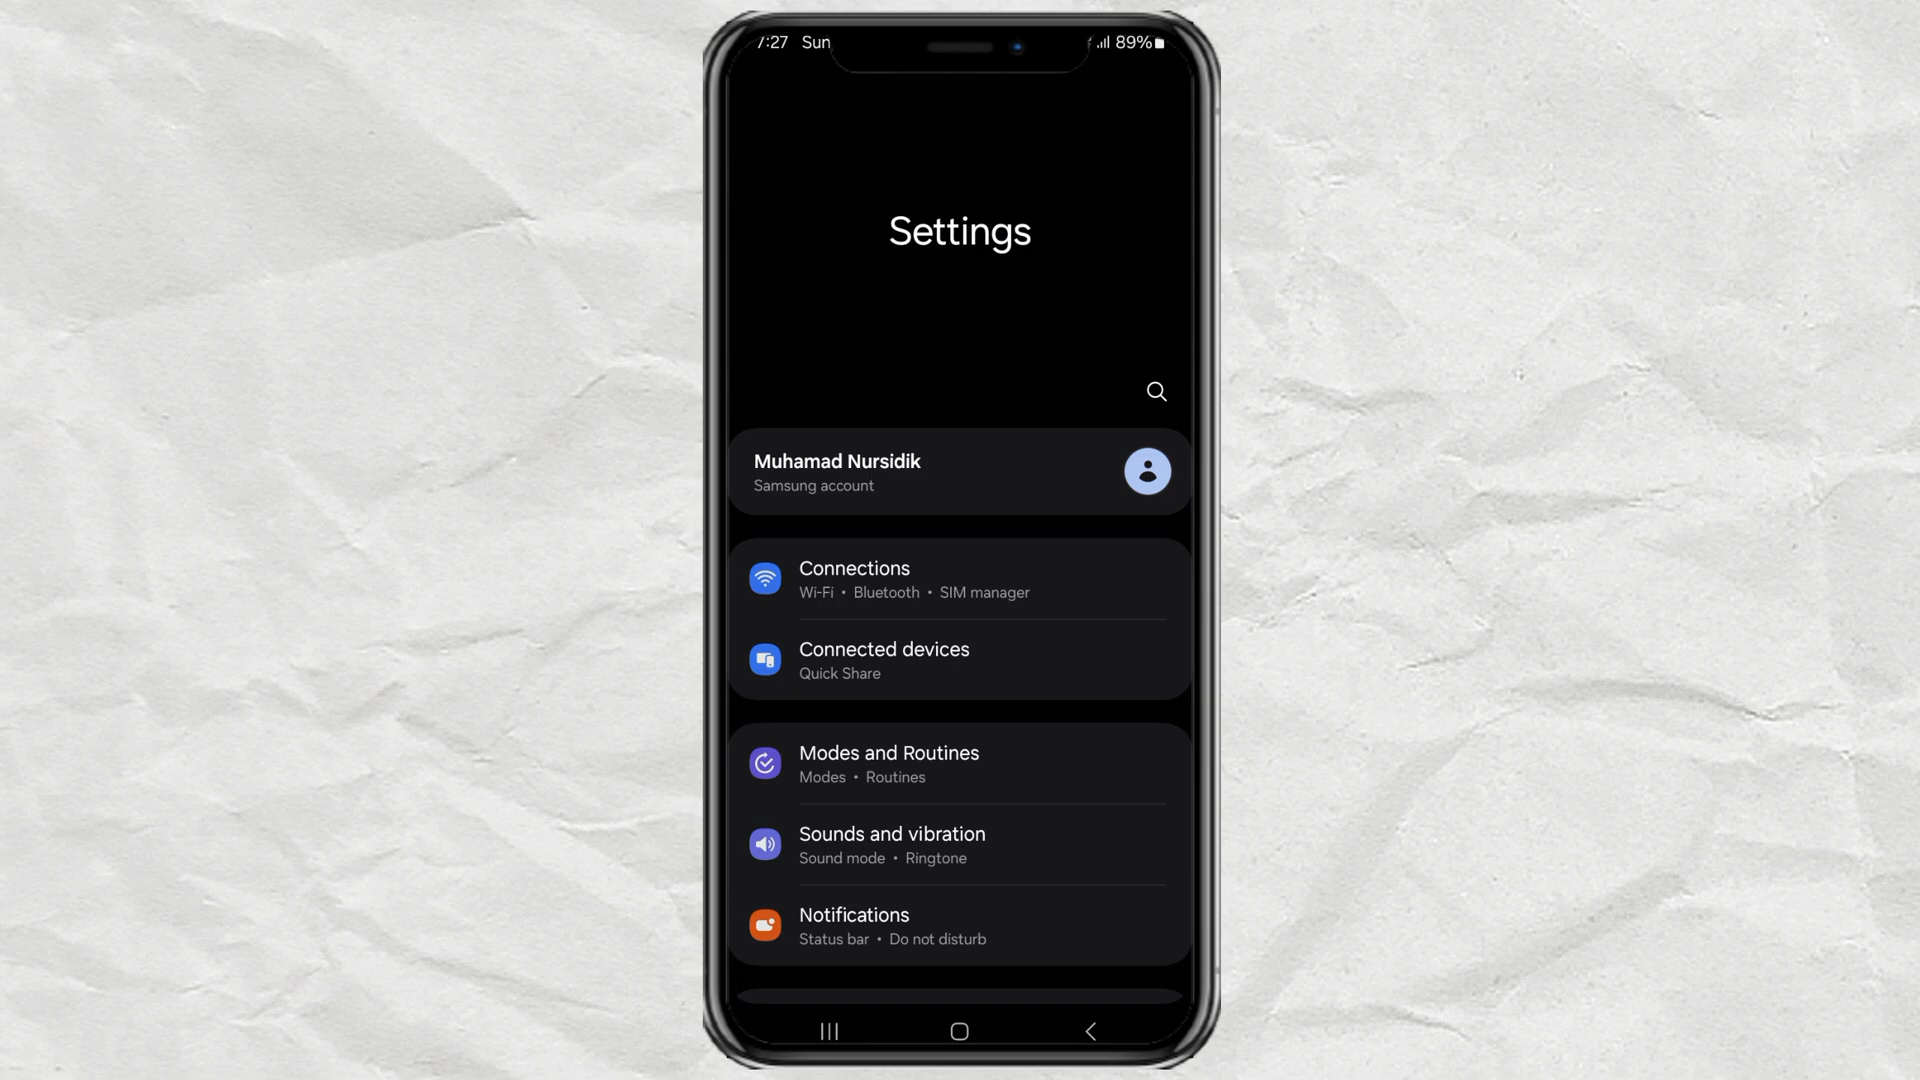 7:27 Sun 89%
Settings
Muhamad Nursidik
Samsung account
Connections
Wi-Fi • Bluetooth • SIM manager
Connected devices
Quick Share
Modes and Routines
Modes • Routines
Sounds and vibration
Sound mode • Ringtone
Notifications
Status bar • Do not disturb